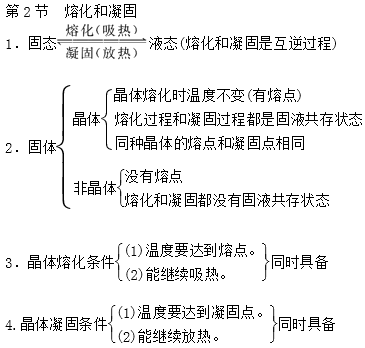 第2节 熔化和凝固
熔化(吸热)
1．固态 液态(熔化和凝固是互逆过程)
凝固(放热)
晶体熔化时温度不变(有熔点)
晶体 熔化过程和凝固过程都是固液共存状态
同种晶体的熔点和凝固点相同
2．固体
没有熔点
非晶体
熔化和凝固都没有固液共存状态
(1)温度要达到熔点。
3．晶体熔化条件 同时具备
(2)能继续吸热。
(1)温度要达到凝固点。
4.晶体凝固条件 同时具备
(2)能继续放热。